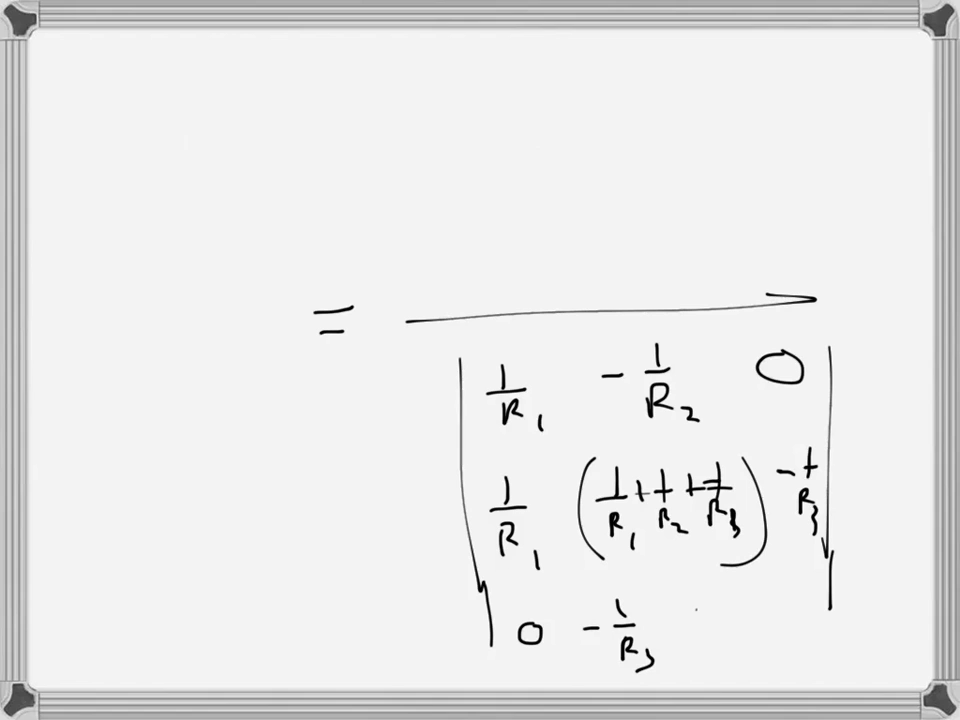 =
| 1/R₁ - 1/R₂ 0 |
| 1/R₁ (1/R₁ + 1/R₂ + 1/R₃) - 1/R₃ |
| 0 - 1/R₃